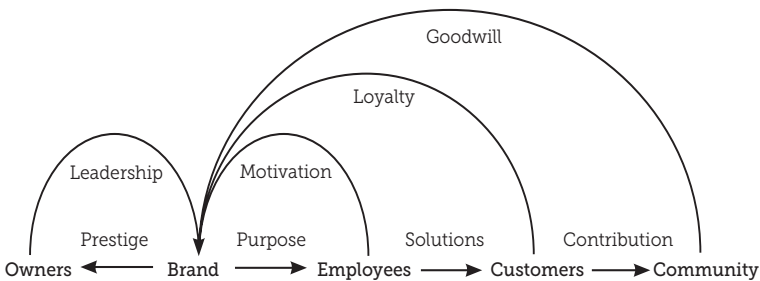 Goodwill
Loyalty
Leadership
Motivation
Prestige
Purpose
Solutions
Contribution
Owners
Brand
Employees
Customers
Community